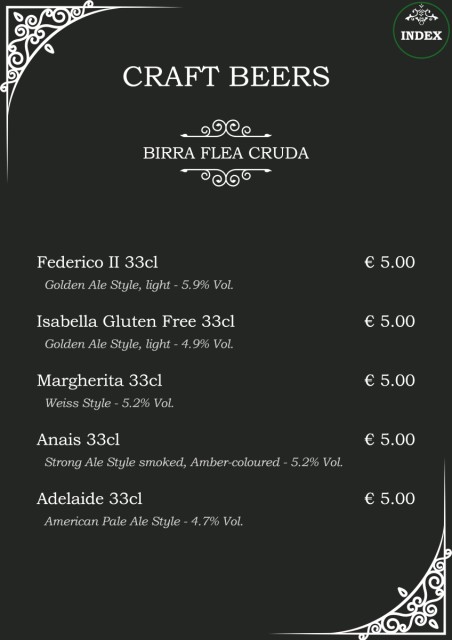 INDEX
CRAFT BEERS
BIRRA FLEA CRUDA
Federico II 33cl € 5.00
Golden Ale Style, light - 5.9% Vol.
Isabella Gluten Free 33cl € 5.00
Golden Ale Style, light - 4.9% Vol.
Margherita 33cl € 5.00
Weiss Style - 5.2% Vol.
Anais 33cl € 5.00
Strong Ale Style smoked, Amber-coloured - 5.2% Vol.
Adelaide 33cl € 5.00
American Pale Ale Style - 4.7% Vol.